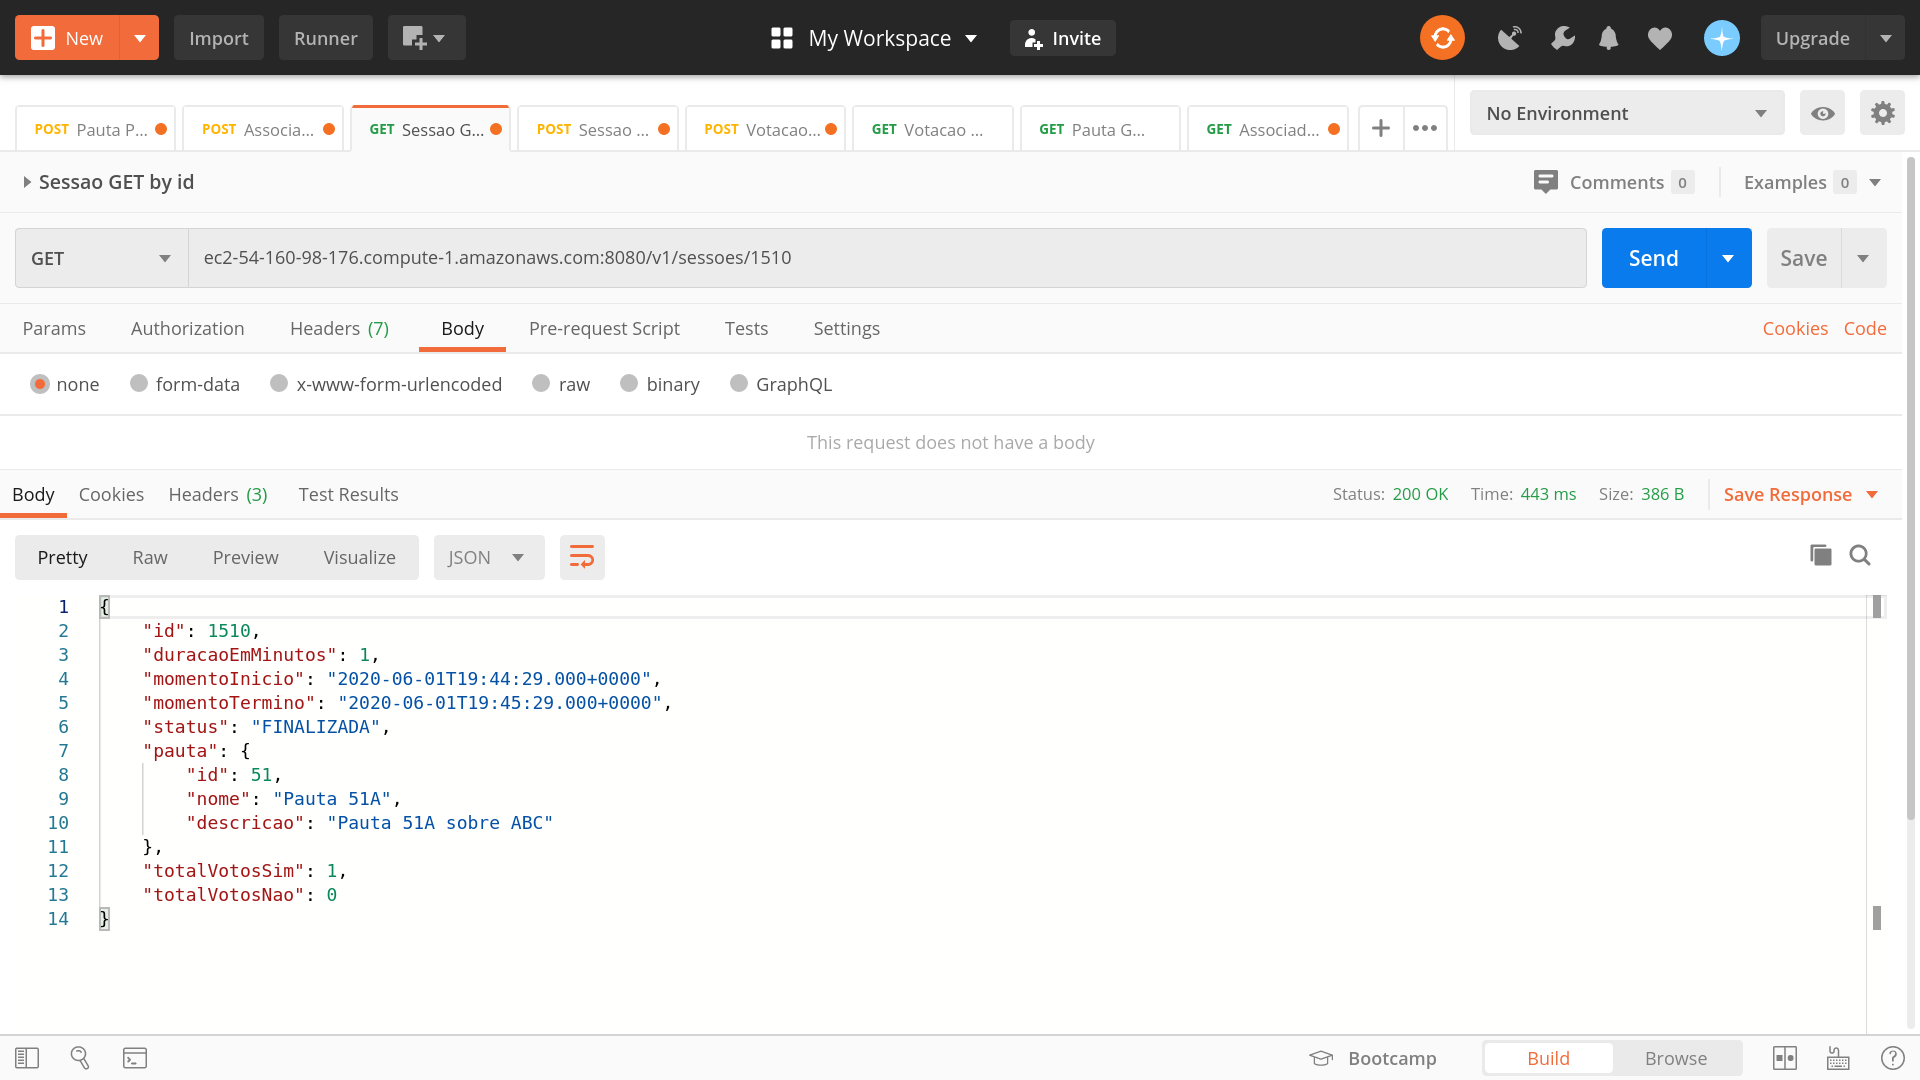 New
Import
Runner
My Workspace
Invite
Upgrade
POST Pauta P...
POST Associa...
GET Sessao G...
POST Sessao ...
POST Votacao...
GET Votacao ...
GET Pauta G...
GET Associad...
No Environment
Sessao GET by id
Comments 0
Examples 0
GET
ec2-54-160-98-176.compute-1.amazonaws.com:8080/v1/sessoes/1510
Send
Save
Params
Authorization
Headers (7)
Body
Pre-request Script
Tests
Settings
Cookies
Code
none
form-data
x-www-form-urlencoded
raw
binary
GraphQL
This request does not have a body
Body
Cookies
Headers (3)
Test Results
Status: 200 OK
Time: 443 ms
Size: 386 B
Save Response
Pretty
Raw
Preview
Visualize
JSON
1 {
2 "id": 1510,
3 "duracaoEmMinutos": 1,
4 "momentoInicio": "2020-06-01T19:44:29.000+0000",
5 "momentoTermino": "2020-06-01T19:45:29.000+0000",
6 "status": "FINALIZADA",
7 "pauta": {
8 "id": 51,
9 "nome": "Pauta 51A",
10 "descricao": "Pauta 51A sobre ABC"
11 },
12 "totalVotosSim": 1,
13 "totalVotosNao": 0
14 }
Bootcamp
Build
Browse